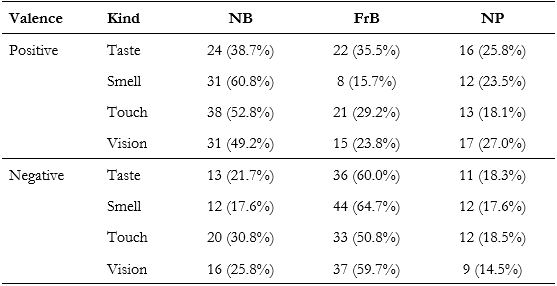 Valence Kind NB FrB NP
Positive Taste 24 (38.7%) 22 (35.5%) 16 (25.8%)
Smell 31 (60.8%) 8 (15.7%) 12 (23.5%)
Touch 38 (52.8%) 21 (29.2%) 13 (18.1%)
Vision 31 (49.2%) 15 (23.8%) 17 (27.0%)
Negative Taste 13 (21.7%) 36 (60.0%) 11 (18.3%)
Smell 12 (17.6%) 44 (64.7%) 12 (17.6%)
Touch 20 (30.8%) 33 (50.8%) 12 (18.5%)
Vision 16 (25.8%) 37 (59.7%) 9 (14.5%)